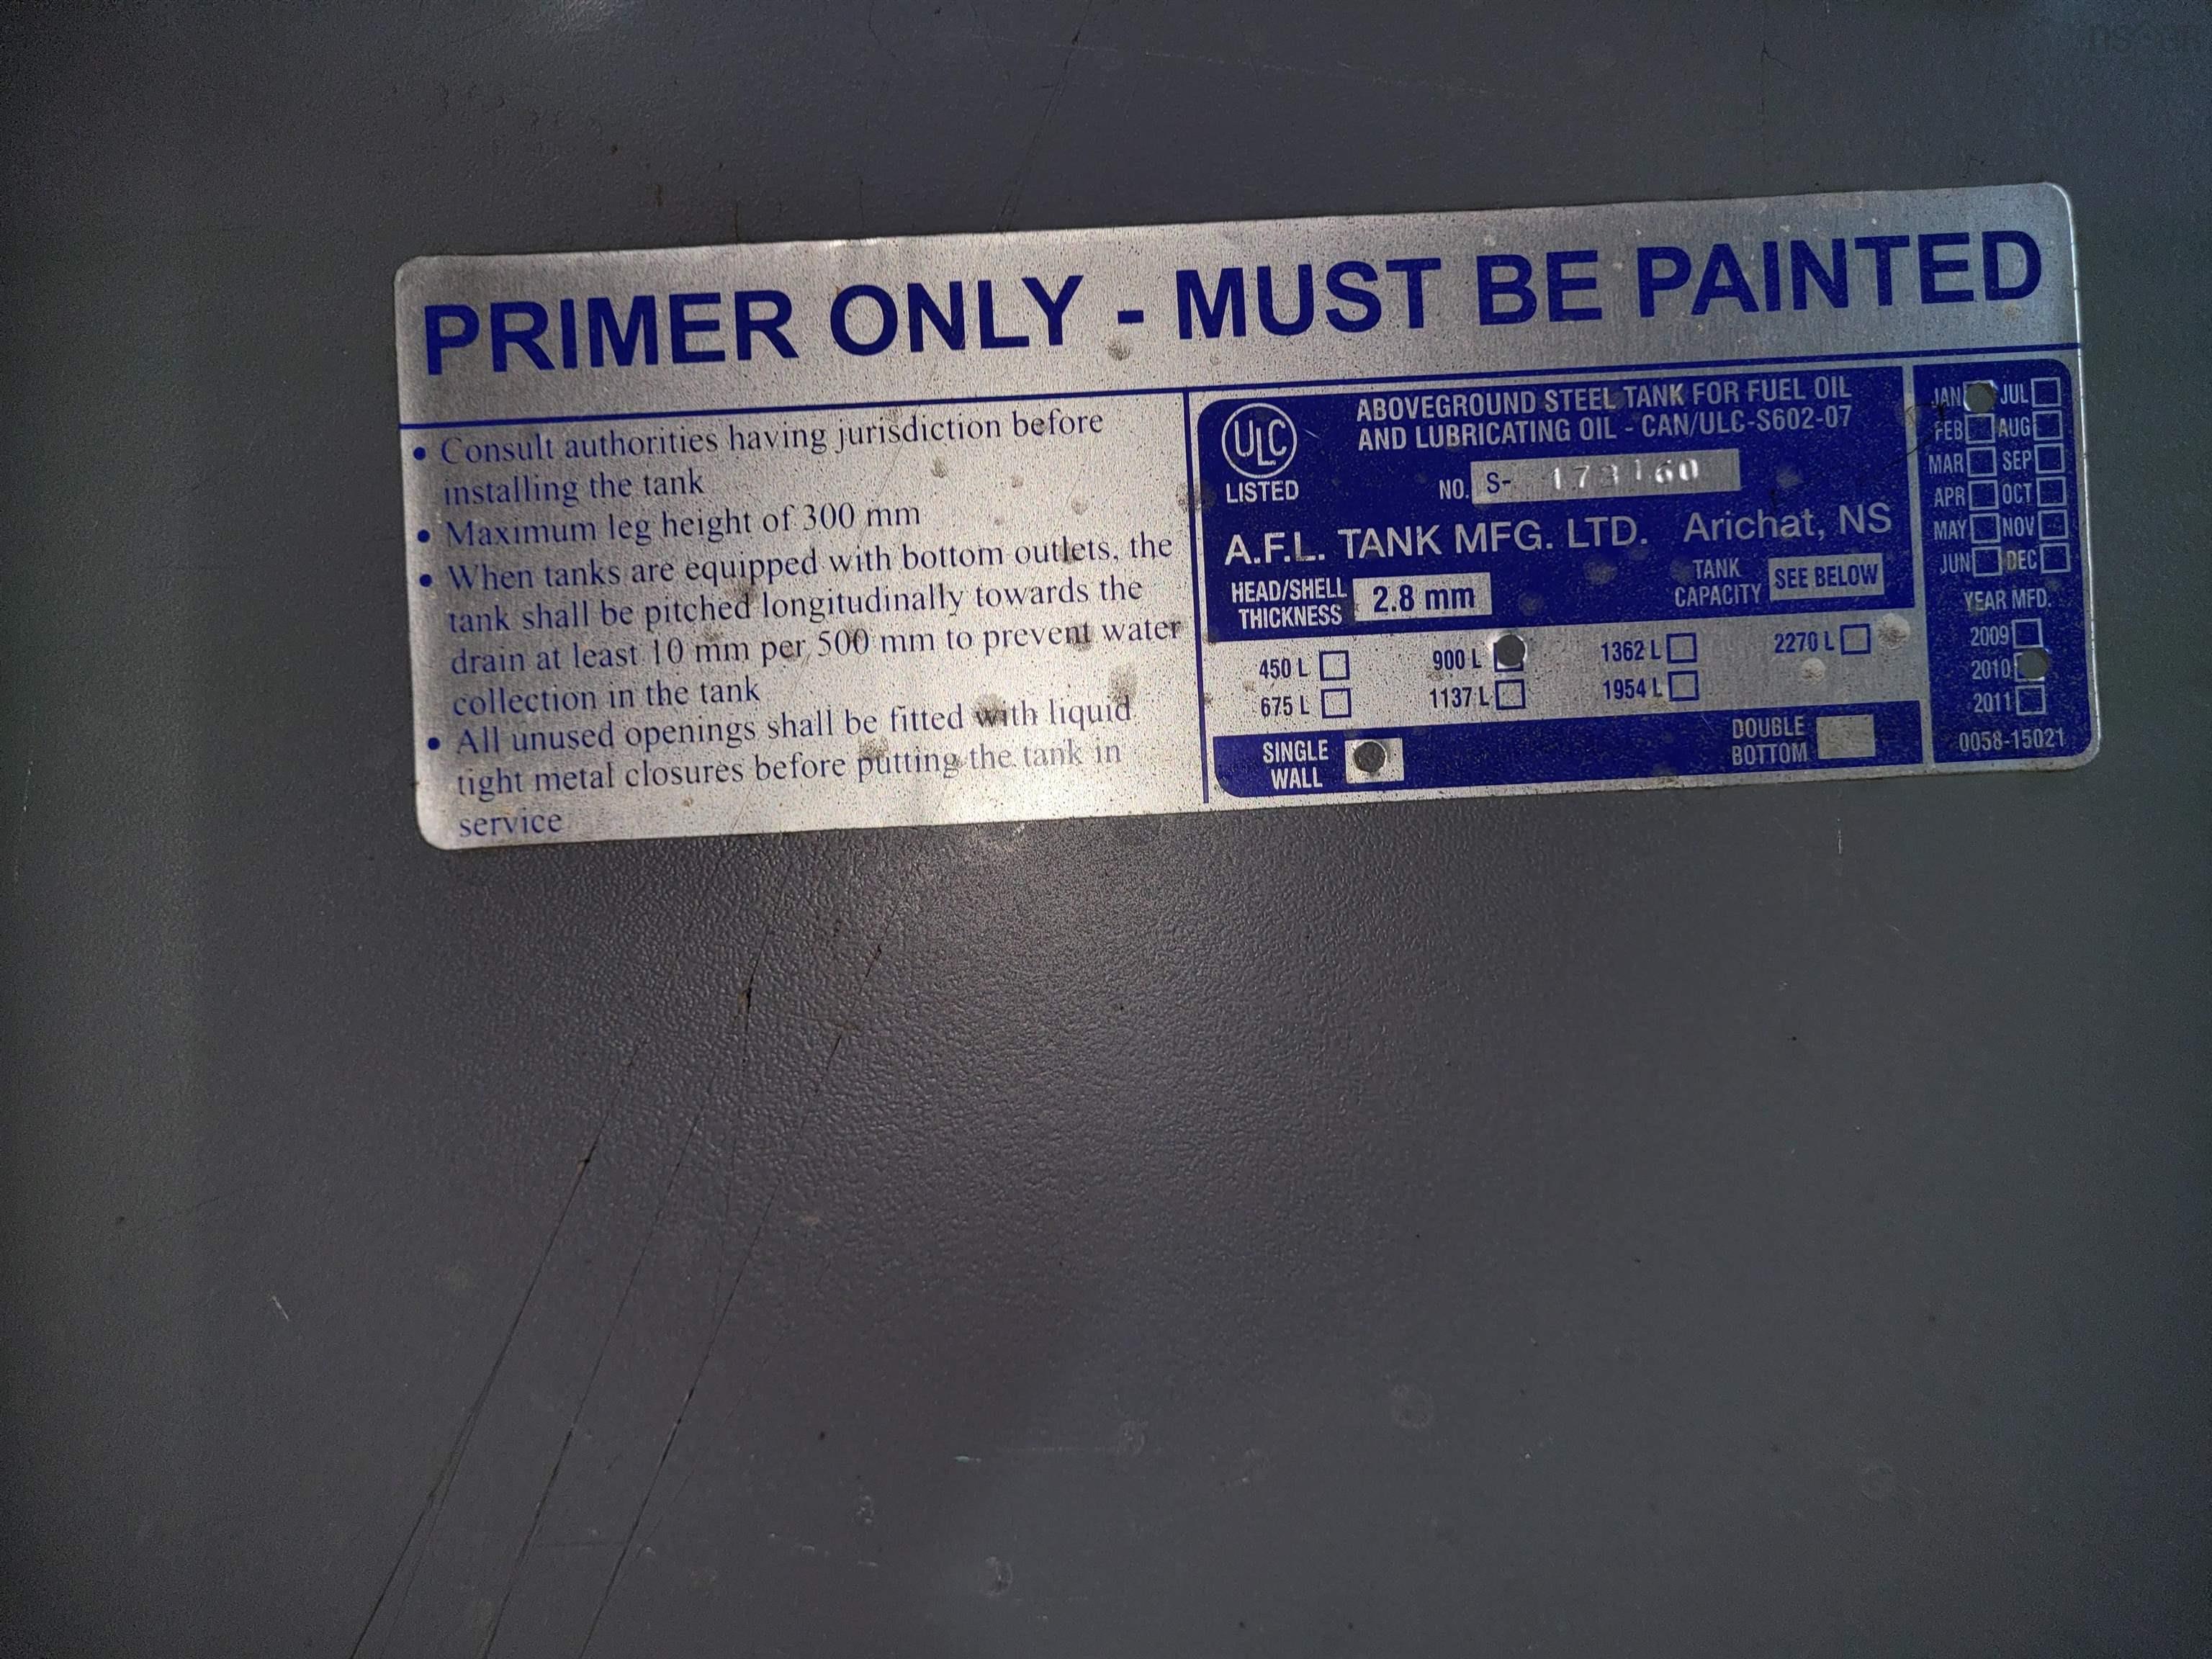 PRIMER ONLY - MUST BE PAINTED
• Consult authorities having jurisdiction before
installing the tank
• Maximum leg height of 300 mm
• When tanks are equipped with bottom outlets, the
tank shall be pitched longitudinally towards the
drain at least 10 mm per 500 mm to prevent water
collection in the tank
• All unused openings shall be fitted with liquid
tight metal closures before putting the tank in
service
ULC
LISTED
ABOVEGROUND STEEL TANK FOR FUEL OIL
AND LUBRICATING OIL - CAN/ULC-S602-07
NO. S- 173160
A.F.L. TANK MFG. LTD. Arichat, NS
HEAD/SHELL
THICKNESS
2.8 mm
TANK
CAPACITY
SEE BELOW
450 L 900 L 1362 L 2270 L
675 L 1137 L 1954 L
SINGLE
WALL
DOUBLE
BOTTOM
JAN JUL
FEB AUG
MAR SEP
APR OCT
MAY NOV
JUN DEC
YEAR MFD.
2009
2010
2011
0058-15021